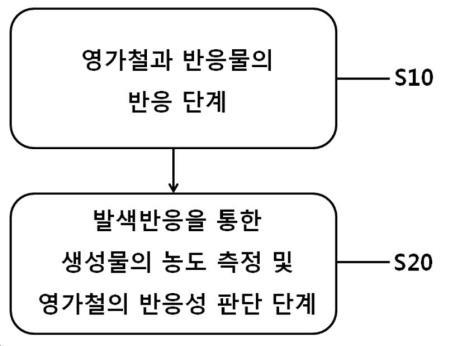 영가철과 반응물의
반응 단계
S10
발색반응을 통한
생성물의 농도 측정 및
영가철의 반응성 판단 단계
S20